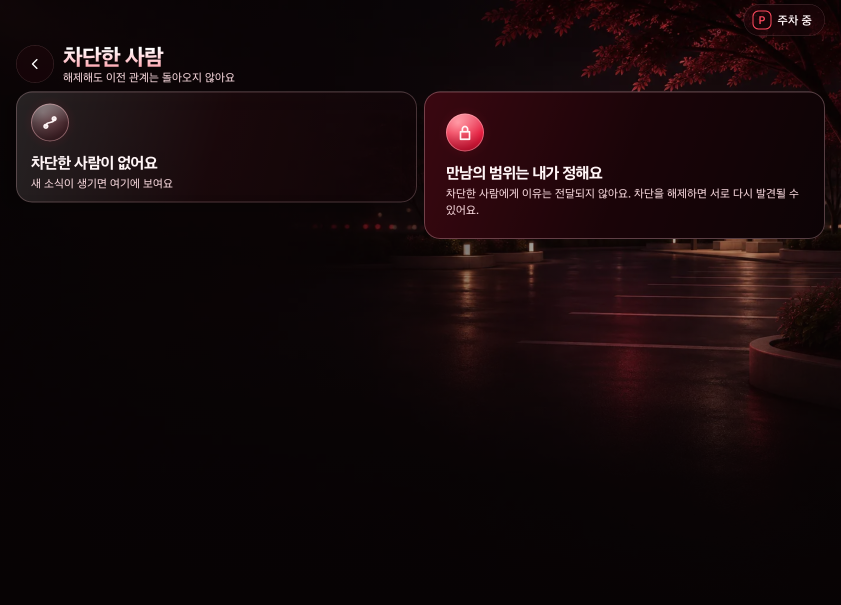 P 주차 중
차단한 사람
해제해도 이전 관계는 돌아오지 않아요
차단한 사람이 없어요
새 소식이 생기면 여기에 보여요
만남의 범위는 내가 정해요
차단한 사람에게 이유는 전달되지 않아요. 차단을 해제하면 서로 다시 발견될 수
있어요.